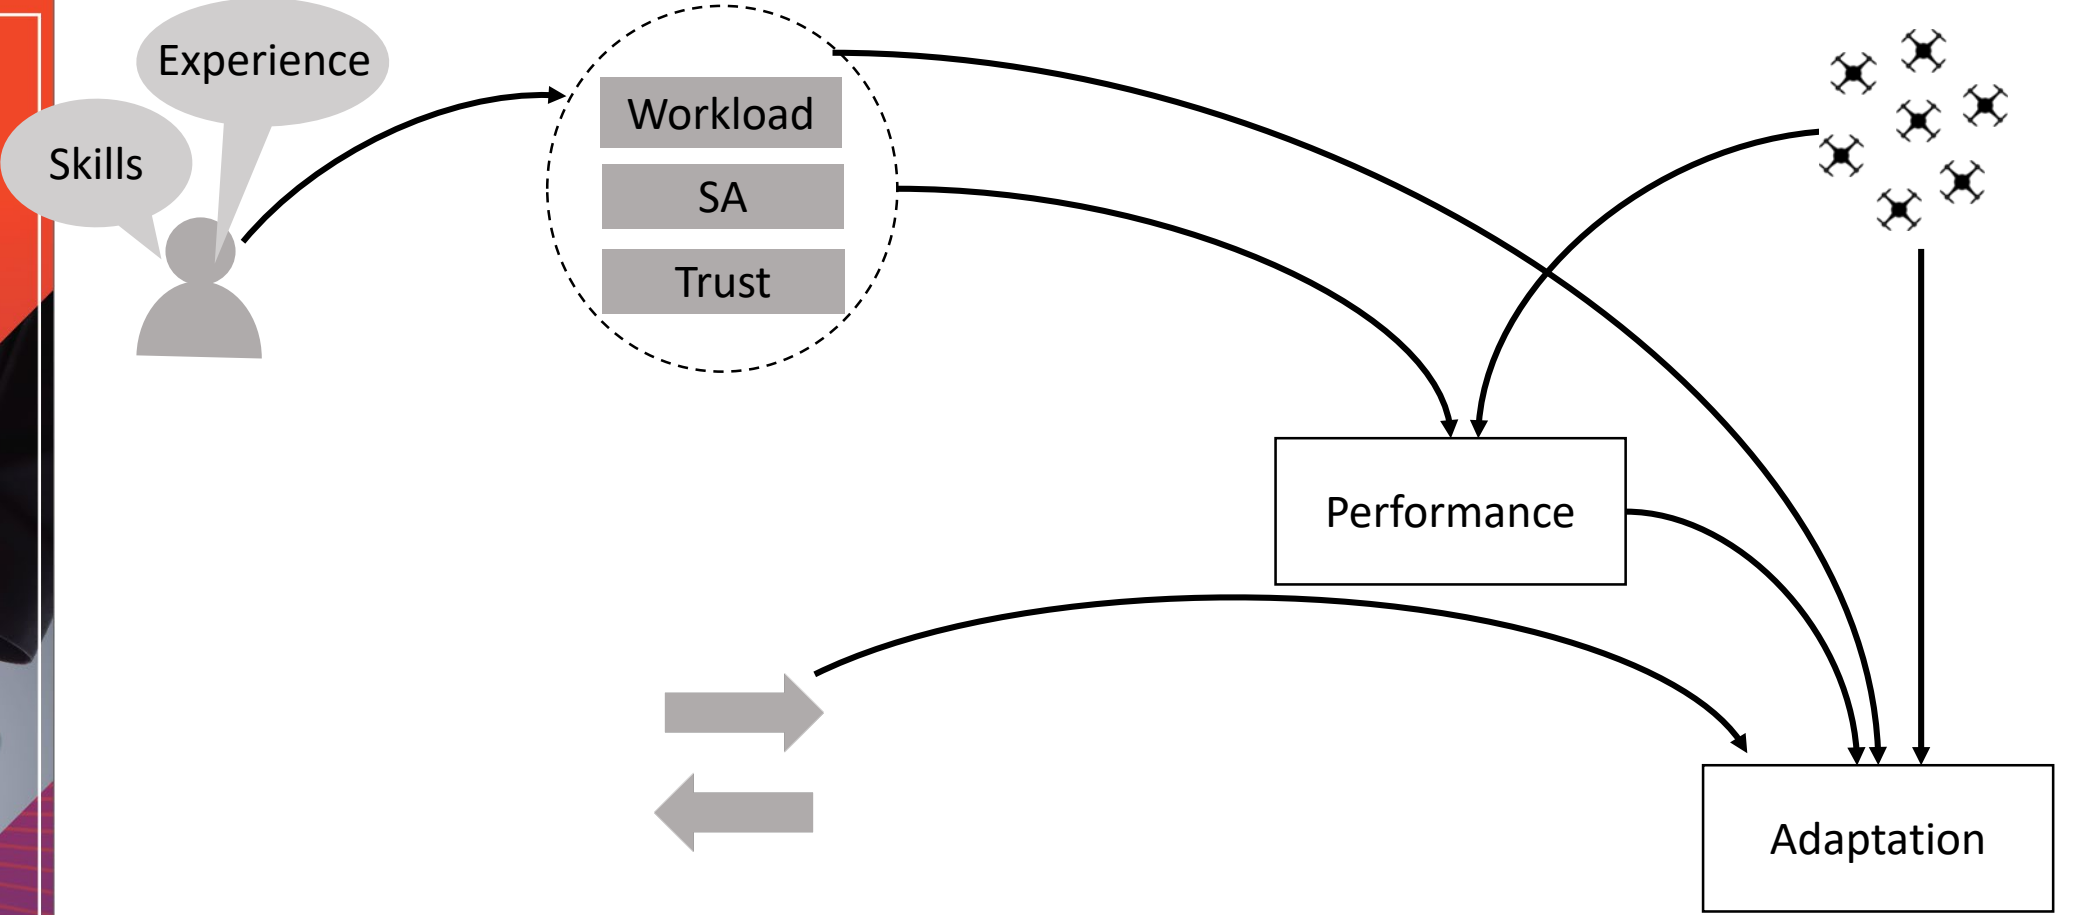 Experience
Skills
Workload
SA
Trust
Performance
Adaptation